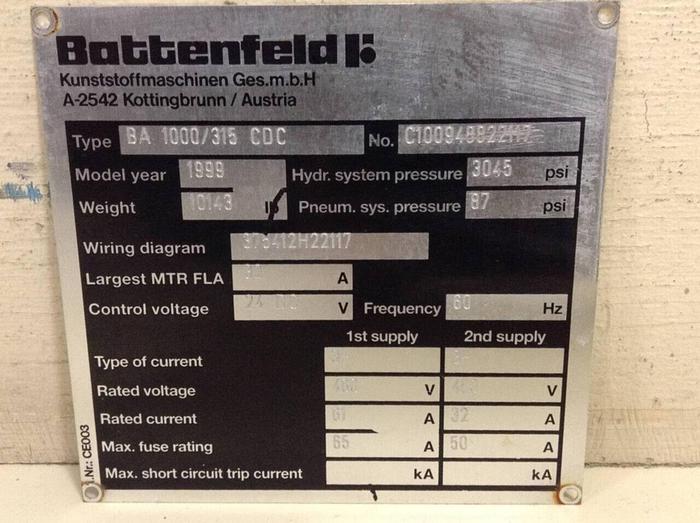 Battenfeld
Kunststoffmaschinen Ges.m.b.H
A-2542 Kottingbrunn / Austria
Type BA 1000/315 CDC No.
Model year 1999 Hydr. system pressure 3045 psi
Weight 10143 lb Pneum. sys. pressure 87 psi
Wiring diagram
Largest MTR FLA A
Control voltage V Frequency 60 Hz
1st supply 2nd supply
Type of current
Rated voltage V V
Rated current 61 A 32 A
Max. fuse rating 65 A 50 A
Max. short circuit trip current kA kA
.Nr.: CE003